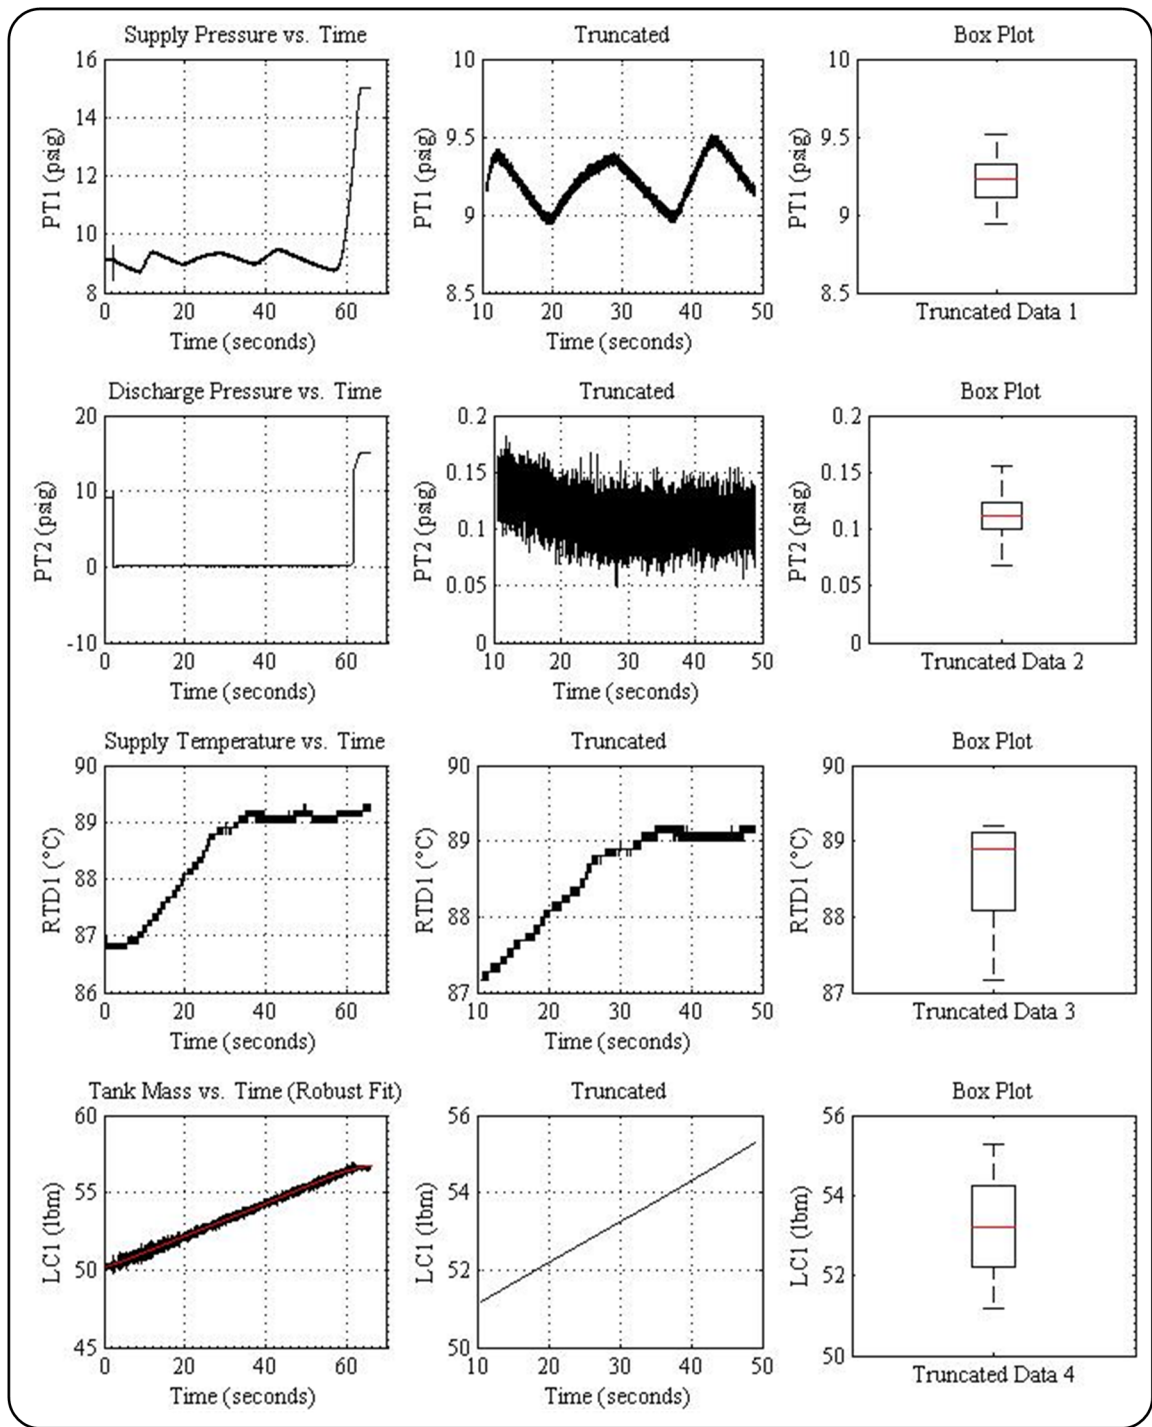 Supply Pressure vs. Time
16
14
12
10
8
PT1 (psig)
0 20 40 60
Time (seconds)
Truncated
10
9.5
9
8.5
PT1 (psig)
10 20 30 40 50
Time (seconds)
Box Plot
10
9.5
9
8.5
PT1 (psig)
Truncated Data 1
Discharge Pressure vs. Time
20
10
0
-10
PT2 (psig)
0 20 40 60
Time (seconds)
Truncated
0.2
0.15
0.1
0.05
0
PT2 (psig)
10 20 30 40 50
Time (seconds)
Box Plot
0.2
0.15
0.1
0.05
0
PT2 (psig)
Truncated Data 2
Supply Temperature vs. Time
90
89
88
87
86
RTD1 (°C)
0 20 40 60
Time (seconds)
Truncated
90
89
88
87
RTD1 (°C)
10 20 30 40 50
Time (seconds)
Box Plot
90
89
88
87
RTD1 (°C)
Truncated Data 3
Tank Mass vs. Time (Robust Fit)
60
55
50
45
LC1 (lbm)
0 20 40 60
Time (seconds)
Truncated
56
54
52
50
LC1 (lbm)
10 20 30 40 50
Time (seconds)
Box Plot
56
54
52
50
LC1 (lbm)
Truncated Data 4